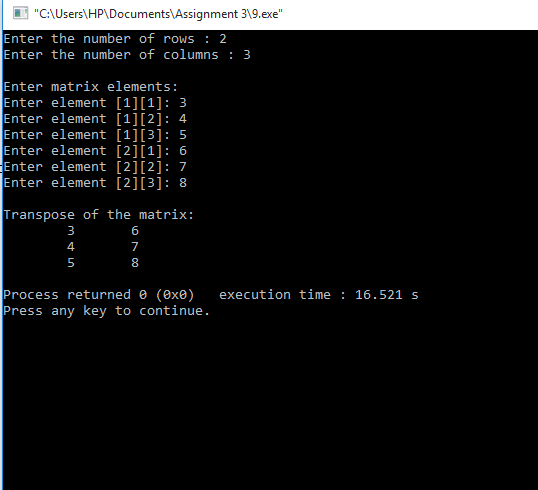 "C:\Users\HP\Documents\Assignment 3\9.exe"
Enter the number of rows : 2
Enter the number of columns : 3
Enter matrix elements:
Enter element [1][1]: 3
Enter element [1][2]: 4
Enter element [1][3]: 5
Enter element [2][1]: 6
Enter element [2][2]: 7
Enter element [2][3]: 8
Transpose of the matrix:
3 6
4 7
5 8
Process returned 0 (0x0) execution time : 16.521 s
Press any key to continue.